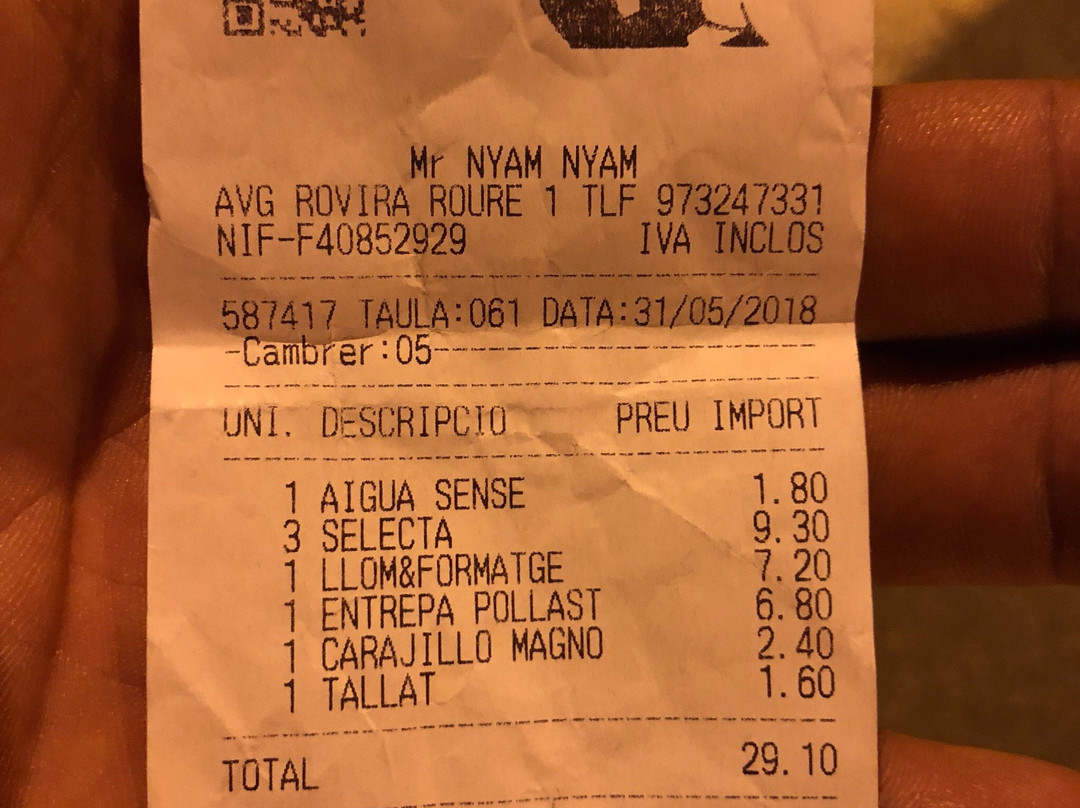 Mr NYAM NYAM
AVG ROVIRA ROURE 1 TLF 973247331
NIF-F40852929 IVA INCLOS
587417 TAULA:061 DATA:31/05/2018
-Cambrer:05-
UNI. DESCRIPCIO PREU IMPORT
1 AIGUA SENSE 1.80
3 SELECTA 9.30
1 LLOM&FORMATGE 7.20
1 ENTREPA POLLAST 6.80
1 CARAJILLO MAGNO 2.40
1 TALLAT 1.60
TOTAL 29.10